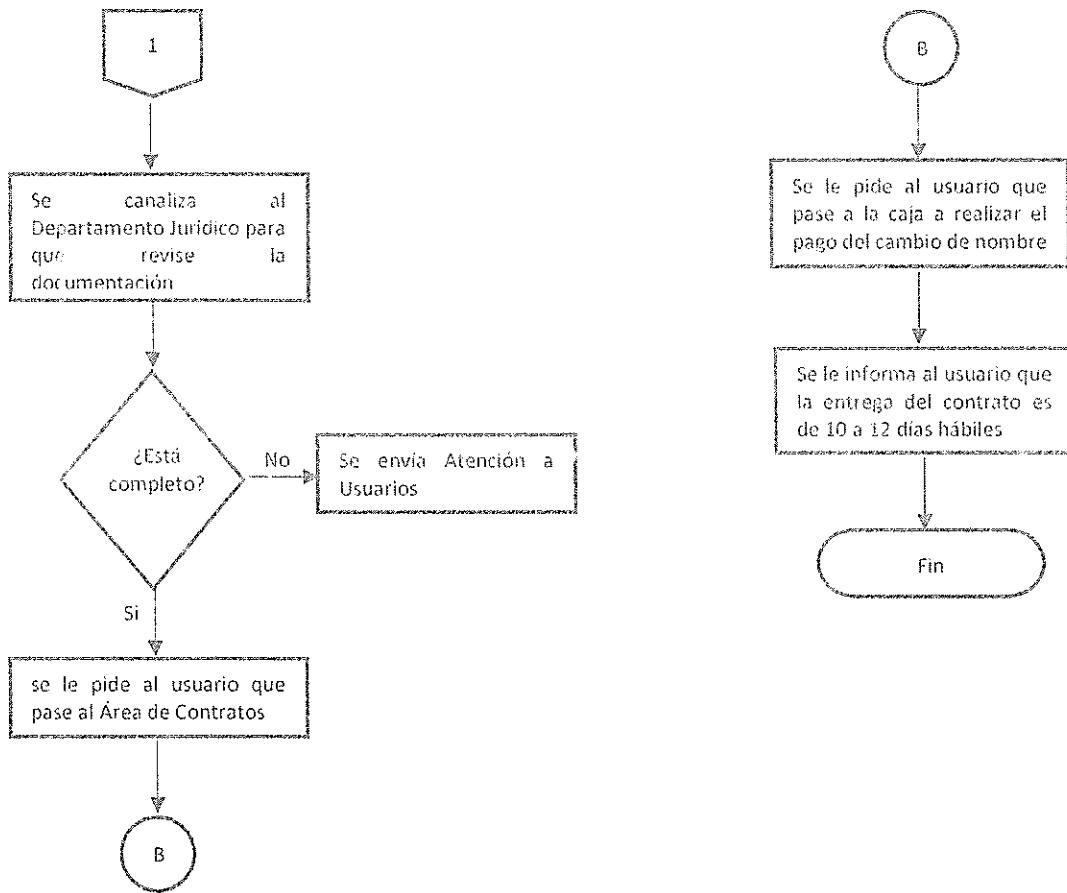 1
Se canaliza al
Departamento Jurídico para
que revise la
documentación
¿Está
completo?
No
Se envía Atención a
Usuarios
Si
se le pide al usuario que
pase al Área de Contratos
B
B
Se le pide al usuario que
pase a la caja a realizar el
pago del cambio de nombre
Se le informa al usuario que
la entrega del contrato es
de 10 a 12 días hábiles
Fin